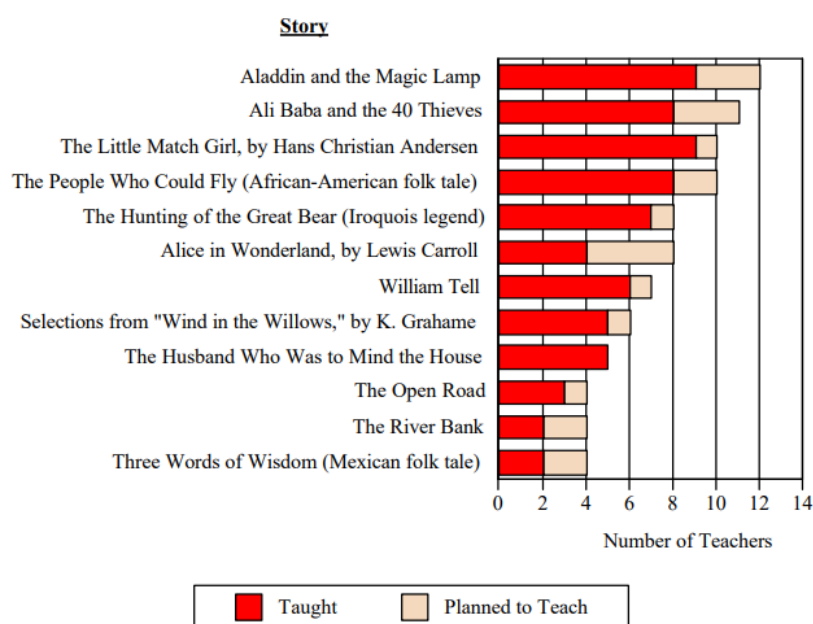 Story
Aladdin and the Magic Lamp
Ali Baba and the 40 Thieves
The Little Match Girl, by Hans Christian Andersen
The People Who Could Fly (African-American folk tale)
The Hunting of the Great Bear (Iroquois legend)
Alice in Wonderland, by Lewis Carroll
William Tell
Selections from "Wind in the Willows," by K. Grahame
The Husband Who Was to Mind the House
The Open Road
The River Bank
Three Words of Wisdom (Mexican folk tale)
0 2 4 6 8 10 12 14
Number of Teachers
Taught Planned to Teach